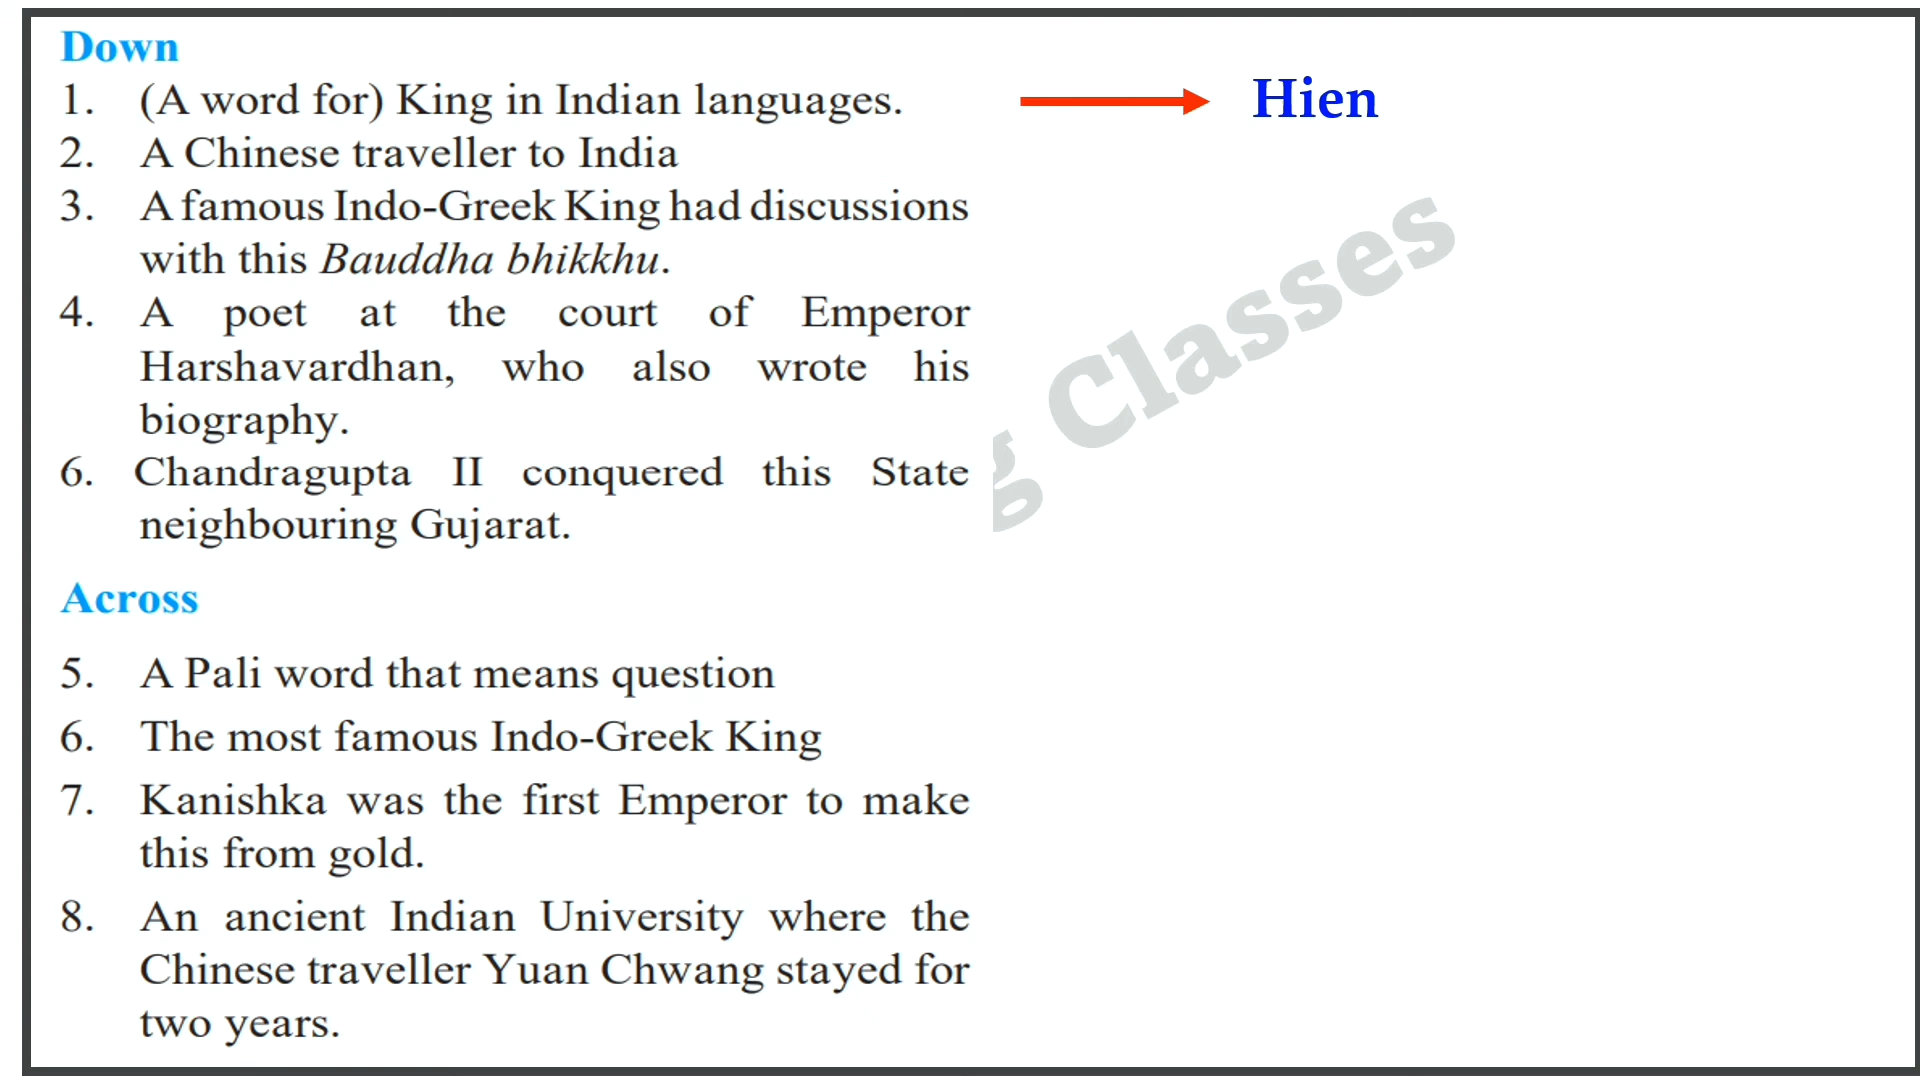 Down
1. (A word for) King in Indian languages.
Hien
2. A Chinese traveller to India
3. A famous Indo-Greek King had discussions
with this Bauddha bhikkhu.
4. A poet at the court of Emperor
Harshavardhan, who also wrote his
biography.
6. Chandragupta II conquered this State
neighbouring Gujarat.
Across
5. A Pali word that means question
6. The most famous Indo-Greek King
7. Kanishka was the first Emperor to make
this from gold.
8. An ancient Indian University where the
Chinese traveller Yuan Chwang stayed for
two years.
g Classes